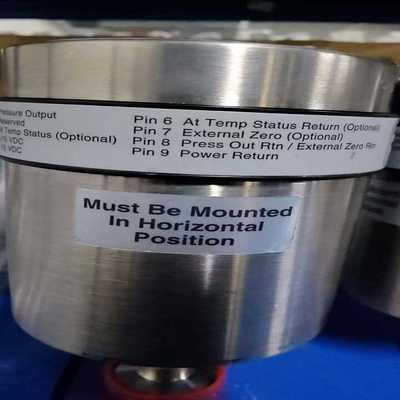 Pressure Output
Reserved
Temp Status (Optional)
VDC
VDC
Pin 6 At Temp Status Return (Optional)
Pin 7 External Zero (Optional)
Pin 8 Press Out Rtn / External Zero Rtn
Pin 9 Power Return
Must Be Mounted
In Horizontal
Position